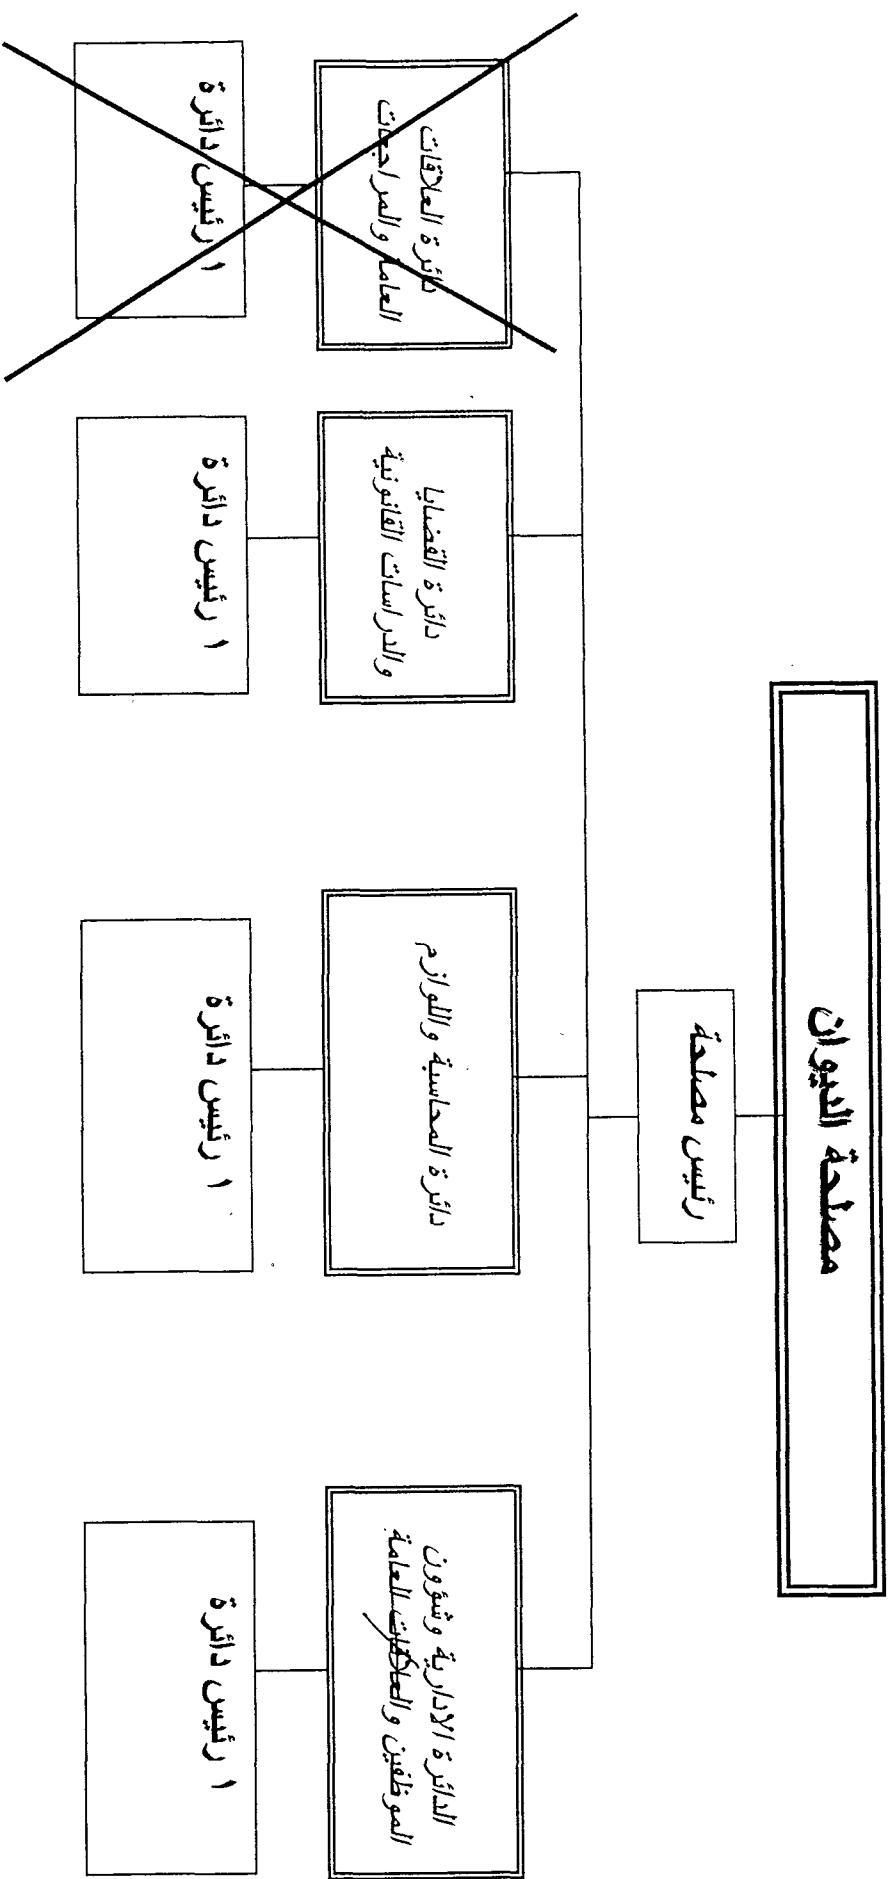 مصلحة الديوان
رئيس مصلحة
الدائرة الادارية وشؤون
الموظفين والعلاقات العامة
دائرة المحاسبة واللوازم
دائرة القضايا
والدراسات القانونية
دائرة العلاقات
العامة والمراجعات
١ رئيس دائرة
١ رئيس دائرة
١ رئيس دائرة
١ رئيس دائرة